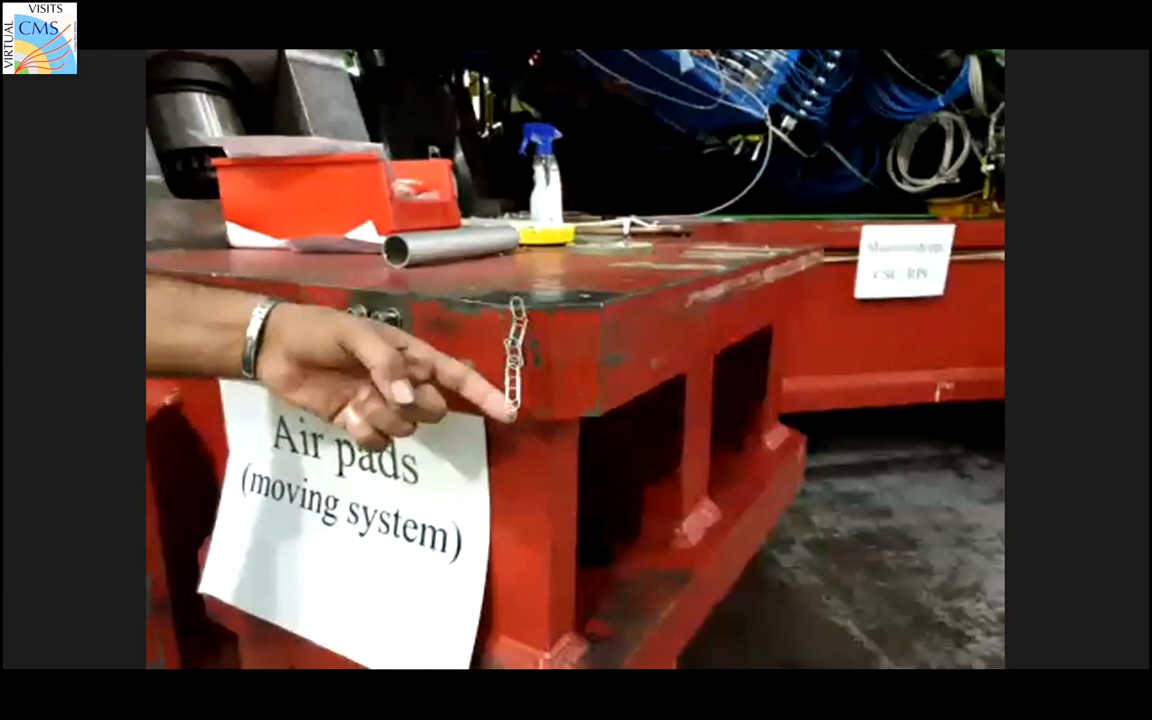 VISITS
VIRTUAL
CMS
Air pads
(moving system)
CSC RPC